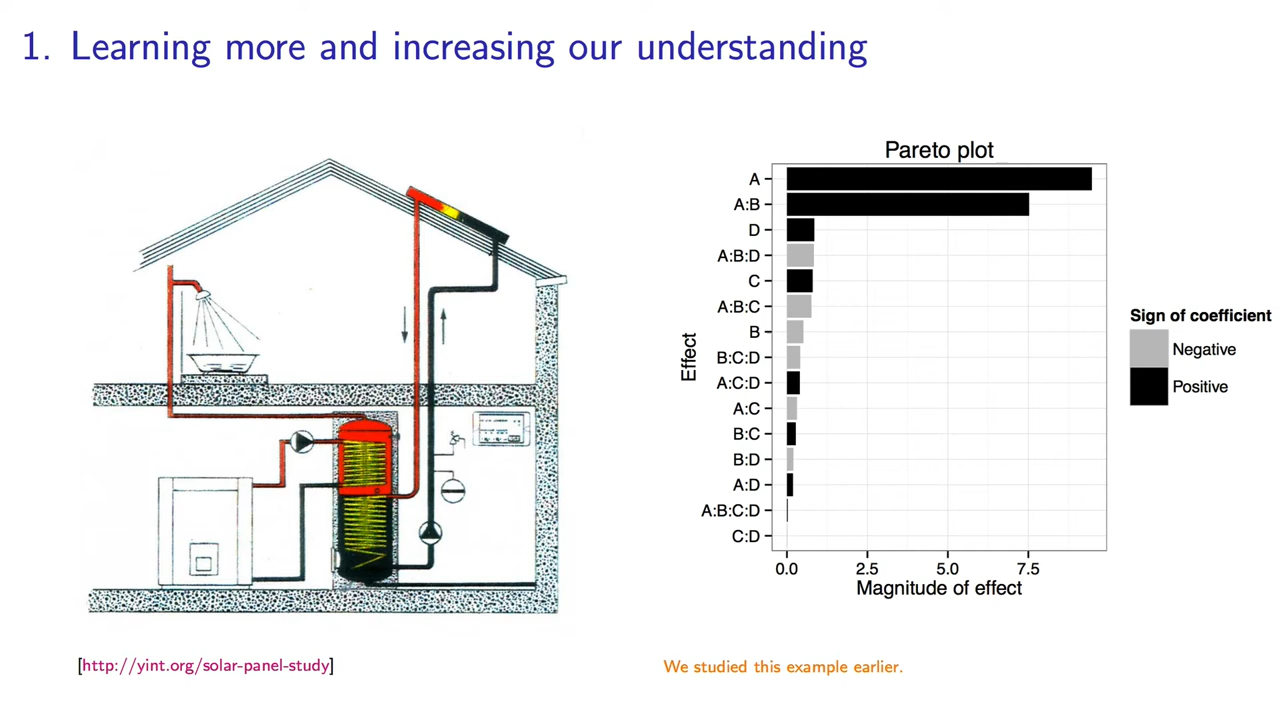 1. Learning more and increasing our understanding
Pareto plot
A
A:B
D
A:B:D
C
A:B:C
B
B:C:D
A:C:D
A:C
B:C
B:D
A:D
A:B:C:D
C:D
Effect
0.0 2.5 5.0 7.5
Magnitude of effect
Sign of coefficient
Negative
Positive
[http://yint.org/solar-panel-study]
We studied this example earlier.